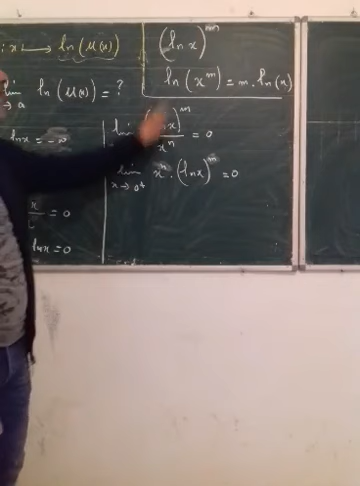 : x ⟼ ln(U(x))
lim ln(U(x)) = ?
→ a
ln x = -∞
x = 0
ln x = 0
(ln x)^m
ln(x^m) = m . ln(x)
lim (ln x)^m / x^n = 0
lim x^n . (ln x)^m = 0
x → 0⁺